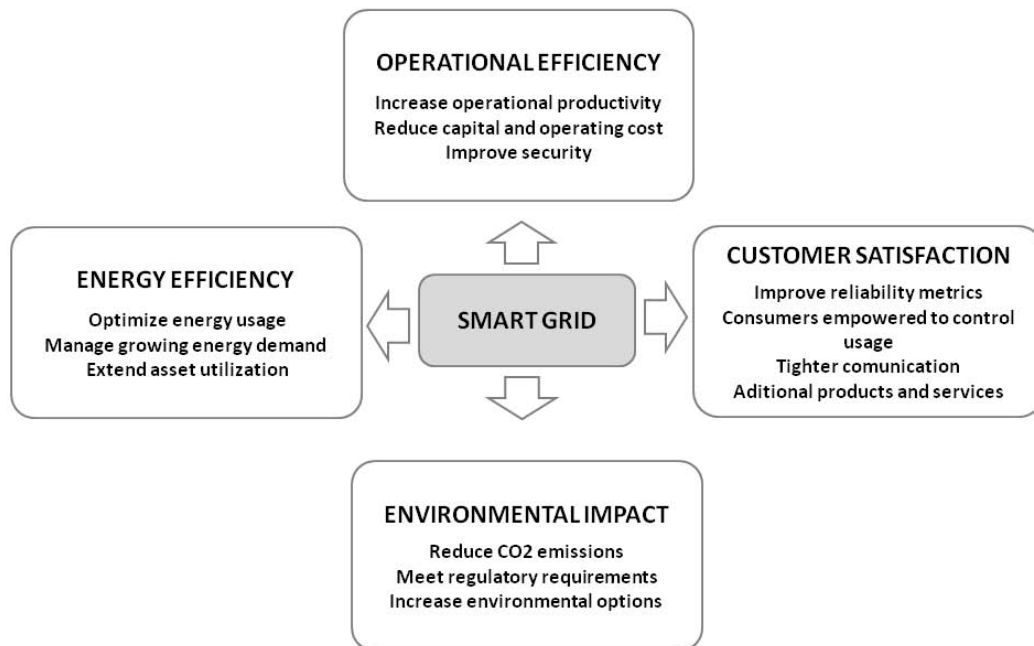 OPERATIONAL EFFICIENCY
Increase operational productivity
Reduce capital and operating cost
Improve security
ENERGY EFFICIENCY
Optimize energy usage
Manage growing energy demand
Extend asset utilization
SMART GRID
CUSTOMER SATISFACTION
Improve reliability metrics
Consumers empowered to control
usage
Tighter comunication
Aditional products and services
ENVIRONMENTAL IMPACT
Reduce CO2 emissions
Meet regulatory requirements
Increase environmental options